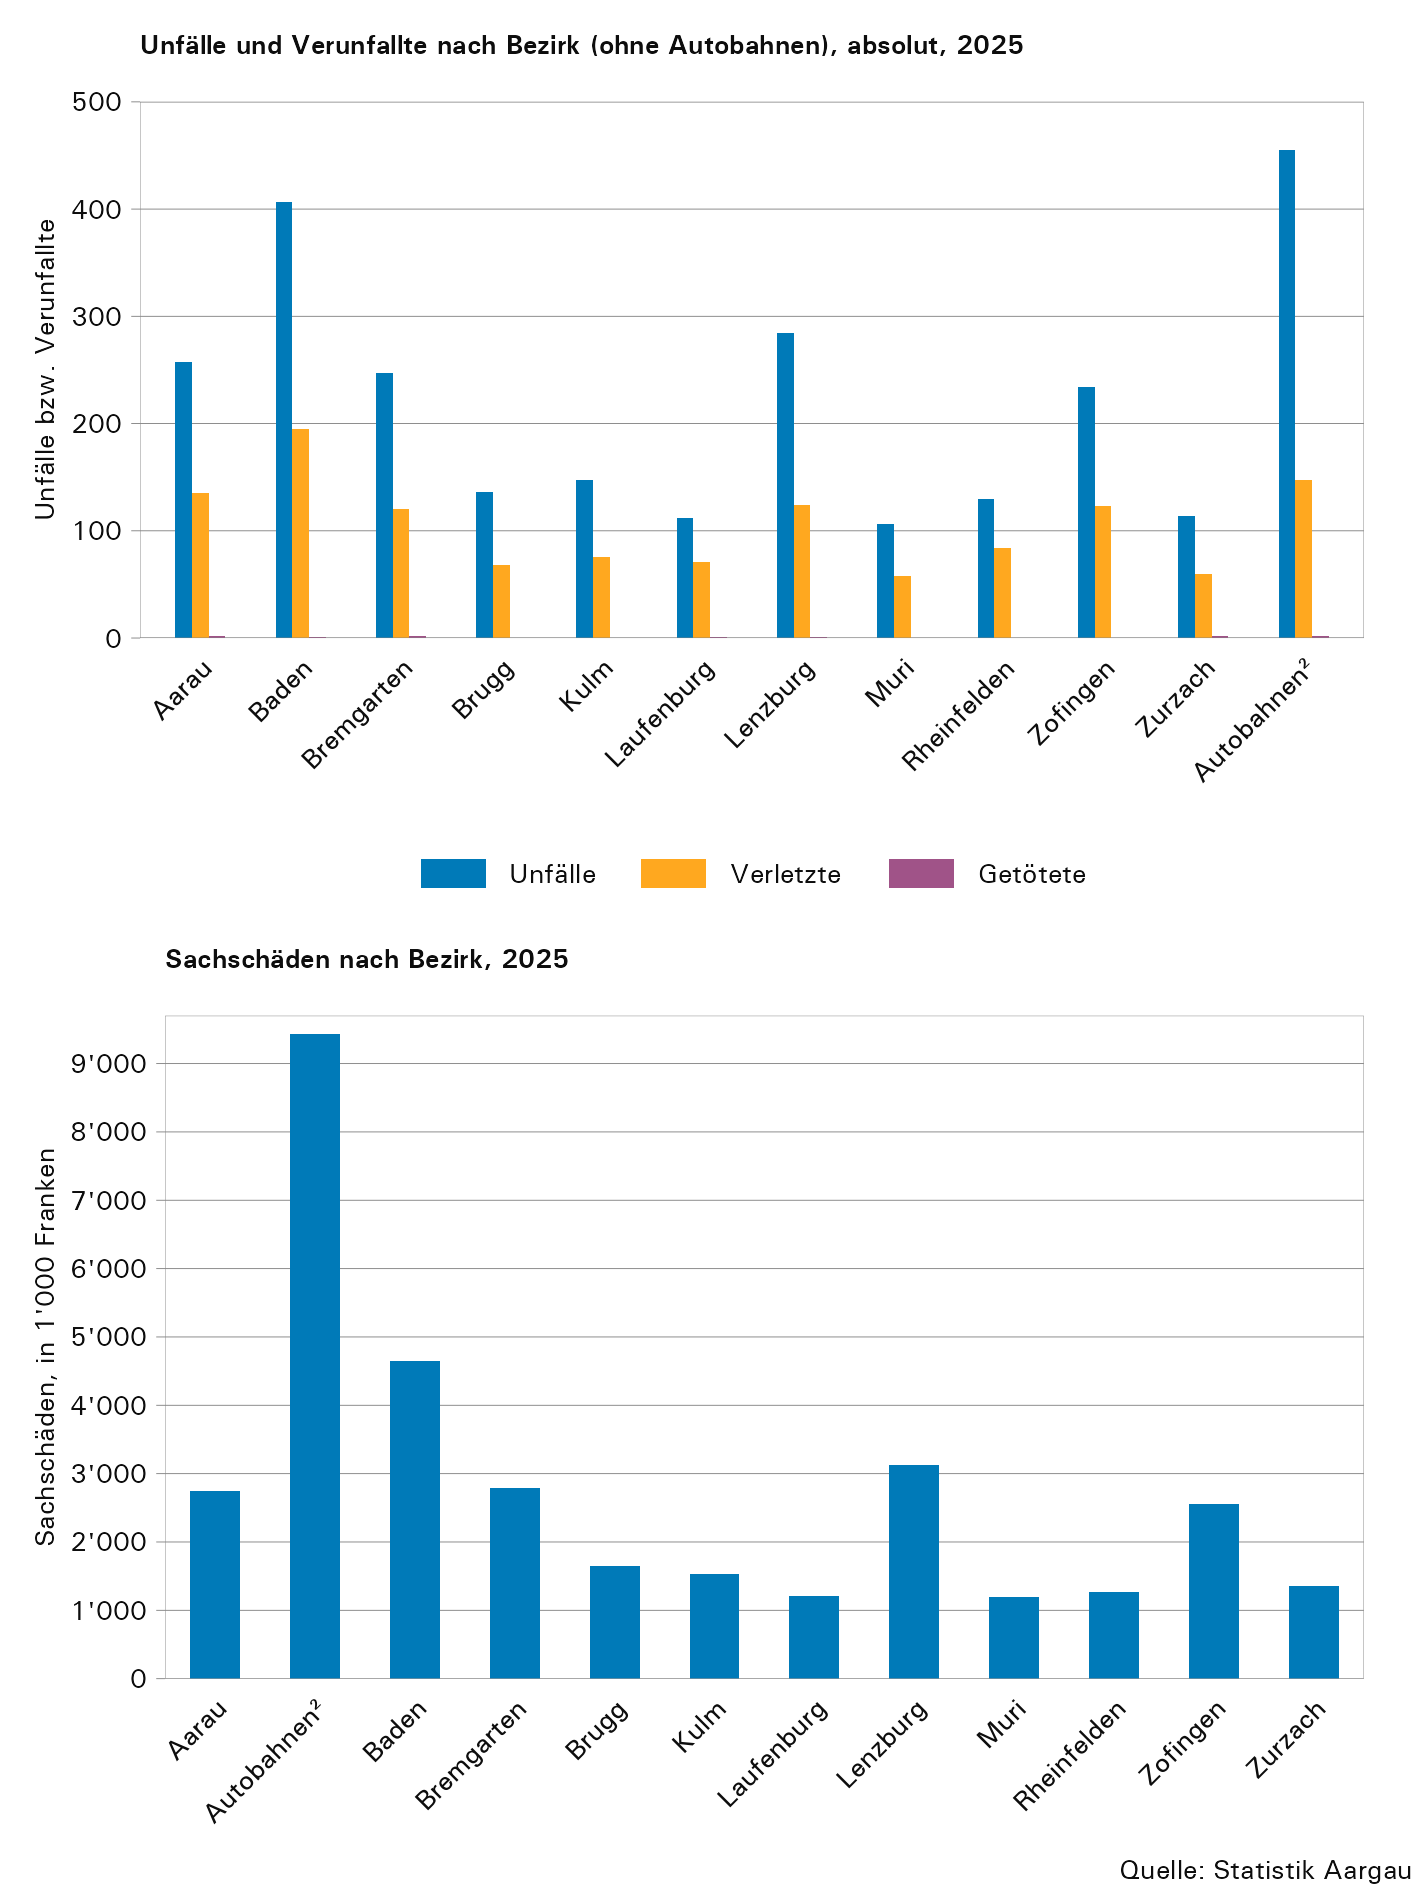 Unfälle und Verunfallte nach Bezirk (ohne Autobahnen), absolut, 2025
Unfälle bzw. Verunfallte
500
400
300
200
100
0
Aarau
Baden
Bremgarten
Brugg
Kulm
Laufenburg
Lenzburg
Muri
Rheinfelden
Zofingen
Zurzach
Autobahnen²
Unfälle
Verletzte
Getötete
Sachschäden nach Bezirk, 2025
Sachschäden, in 1'000 Franken
9'000
8'000
7'000
6'000
5'000
4'000
3'000
2'000
1'000
0
Aarau
Autobahnen²
Baden
Bremgarten
Brugg
Kulm
Laufenburg
Lenzburg
Muri
Rheinfelden
Zofingen
Zurzach
Quelle: Statistik Aargau